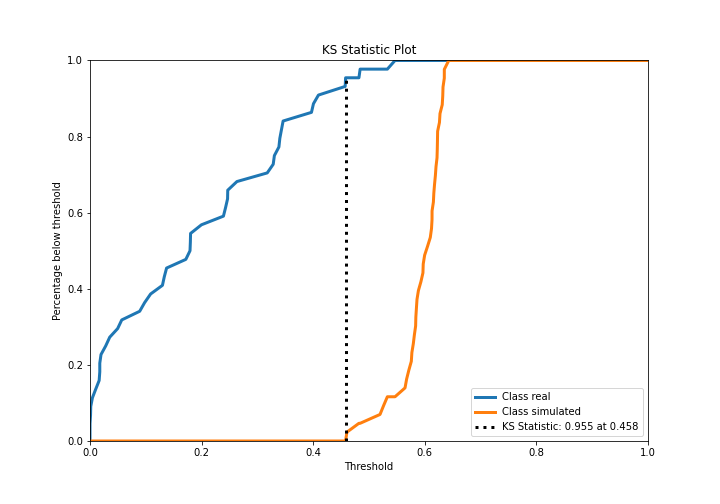 KS Statistic Plot
1.0
0.8
0.6
0.4
0.2
0.0
Percentage below threshold
Class real
Class simulated
KS Statistic: 0.955 at 0.458
0.0 0.2 0.4 0.6 0.8 1.0
Threshold